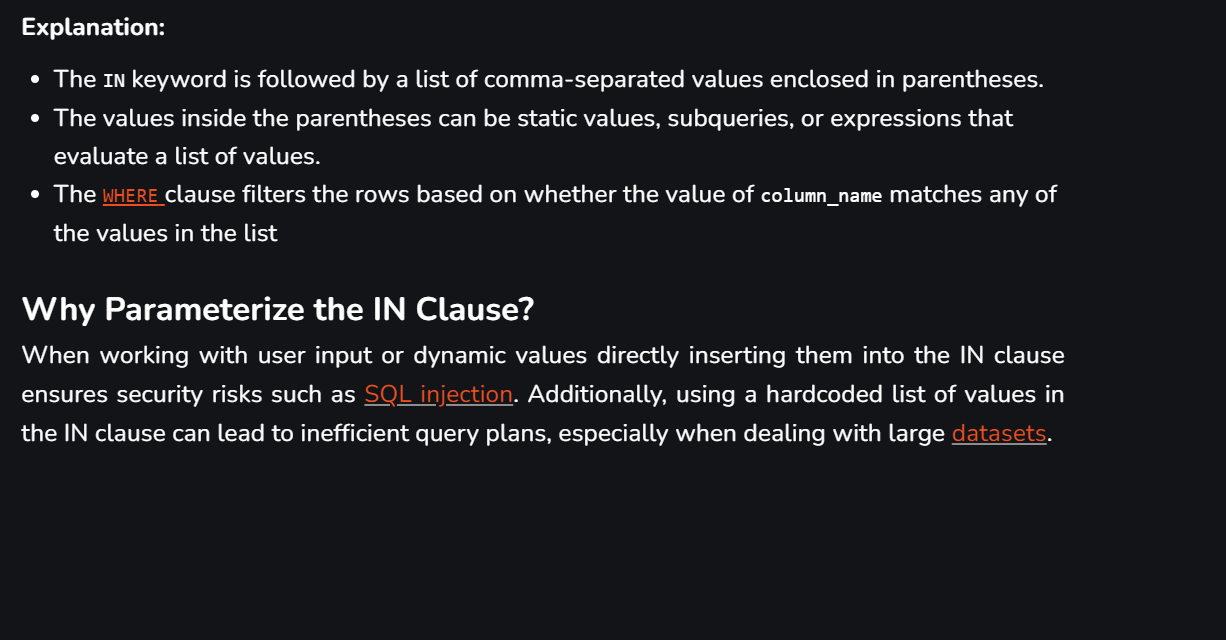 Explanation:
The IN keyword is followed by a list of comma-separated values enclosed in parentheses.
The values inside the parentheses can be static values, subqueries, or expressions that
evaluate a list of values.
The WHERE clause filters the rows based on whether the value of column_name matches any of
the values in the list
Why Parameterize the IN Clause?
When working with user input or dynamic values directly inserting them into the IN clause
ensures security risks such as SQL injection. Additionally, using a hardcoded list of values in
the IN clause can lead to inefficient query plans, especially when dealing with large datasets.